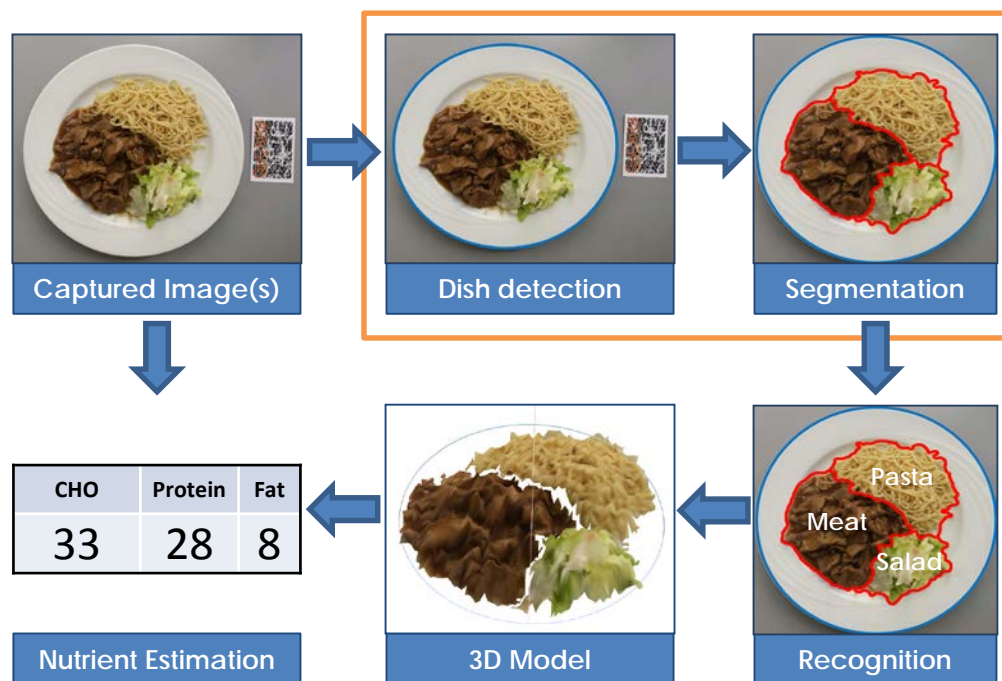 Captured Image(s)
Dish detection
Segmentation
Pasta
Meat
Salad
CHO Protein Fat
33 28 8
Nutrient Estimation
3D Model
Recognition